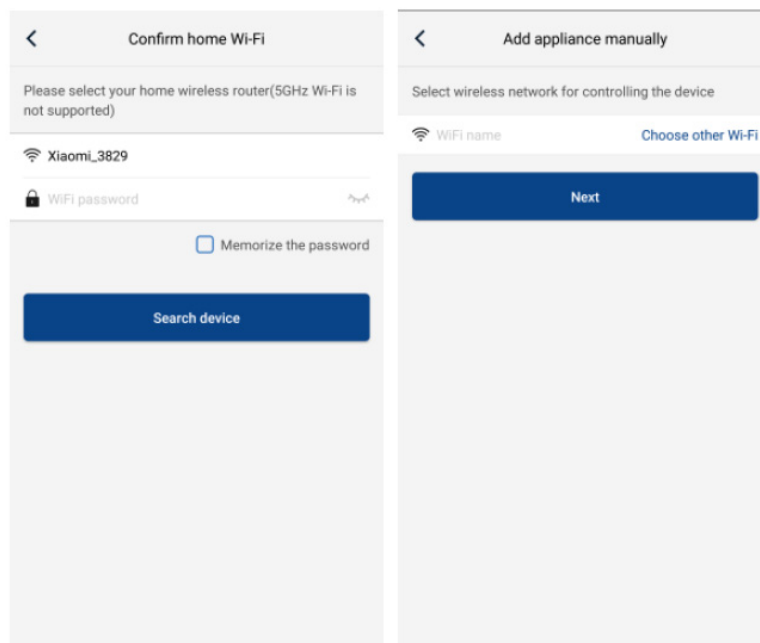 Confirm home Wi-Fi
Please select your home wireless router(5GHz Wi-Fi is
not supported)
Xiaomi_3829
WiFi password
Memorize the password
Search device
Add appliance manually
Select wireless network for controlling the device
WiFi name
Choose other Wi-Fi
Next